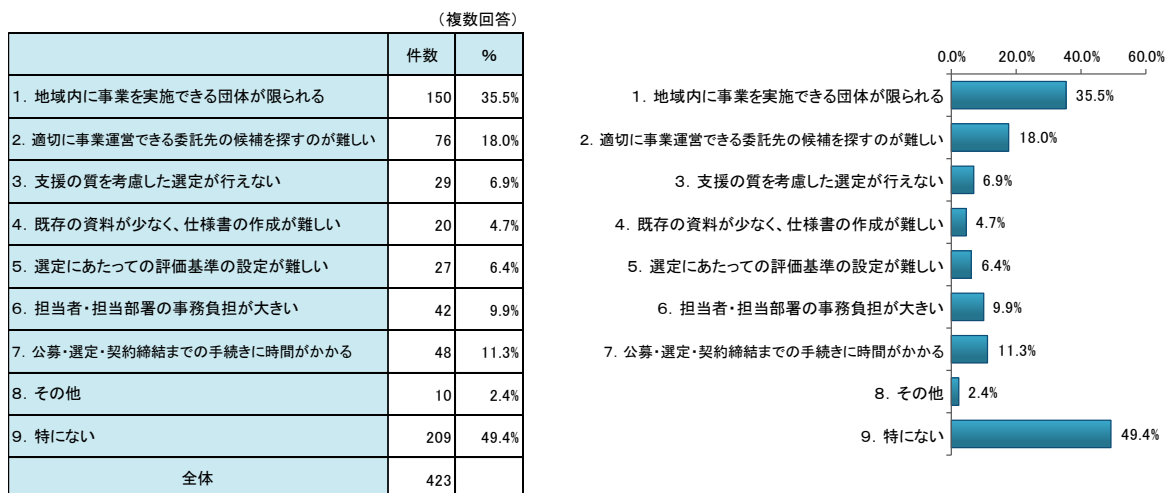 （複数回答）
件数 %
1．地域内に事業を実施できる団体が限られる 150 35.5%
2．適切に事業運営できる委託先の候補を探すのが難しい 76 18.0%
3．支援の質を考慮した選定が行えない 29 6.9%
4．既存の資料が少なく、仕様書の作成が難しい 20 4.7%
5．選定にあたっての評価基準の設定が難しい 27 6.4%
6．担当者・担当部署の事務負担が大きい 42 9.9%
7．公募・選定・契約締結までの手続きに時間がかかる 48 11.3%
8．その他 10 2.4%
9．特にない 209 49.4%
全体 423
0.0% 20.0% 40.0% 60.0%
1．地域内に事業を実施できる団体が限られる 35.5%
2．適切に事業運営できる委託先の候補を探すのが難しい 18.0%
3．支援の質を考慮した選定が行えない 6.9%
4．既存の資料が少なく、仕様書の作成が難しい 4.7%
5．選定にあたっての評価基準の設定が難しい 6.4%
6．担当者・担当部署の事務負担が大きい 9.9%
7．公募・選定・契約締結までの手続きに時間がかかる 11.3%
8．その他 2.4%
9．特にない 49.4%